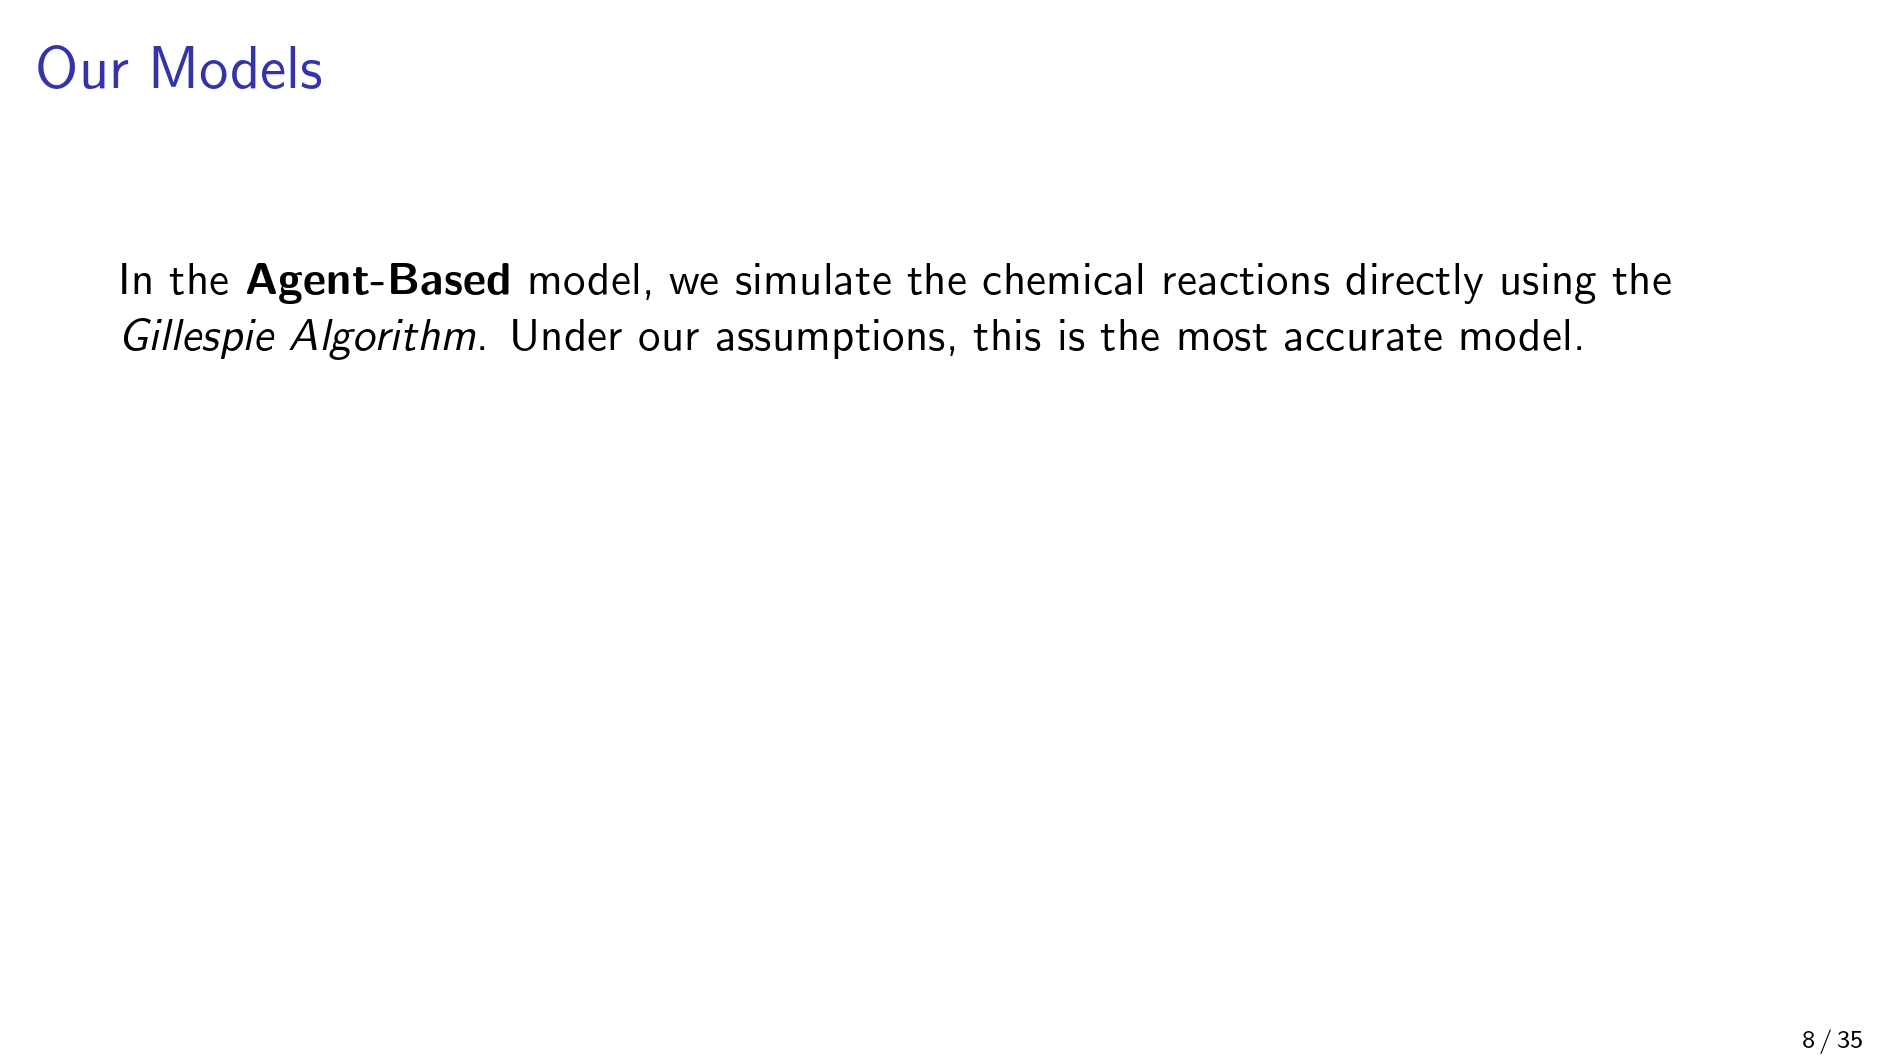 Our Models
In the Agent-Based model, we simulate the chemical reactions directly using the
Gillespie Algorithm. Under our assumptions, this is the most accurate model.
8 / 35